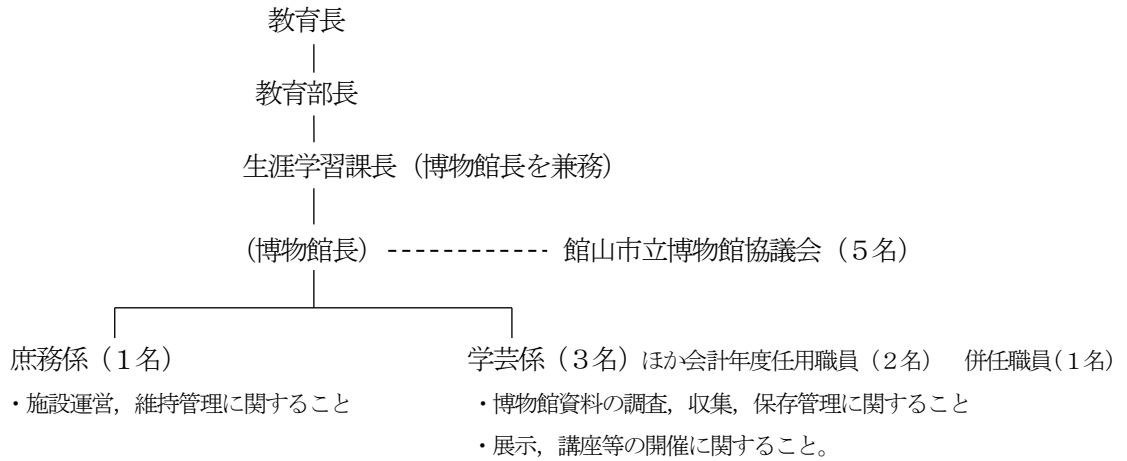 教育長
教育部長
生涯学習課長（博物館長を兼務）
（博物館長） ------------ 館山市立博物館協議会（５名）
庶務係（１名） 学芸係（３名）ほか会計年度任用職員（２名） 併任職員（１名）
・施設運営，維持管理に関すること ・博物館資料の調査，収集，保存管理に関すること
・展示，講座等の開催に関すること。